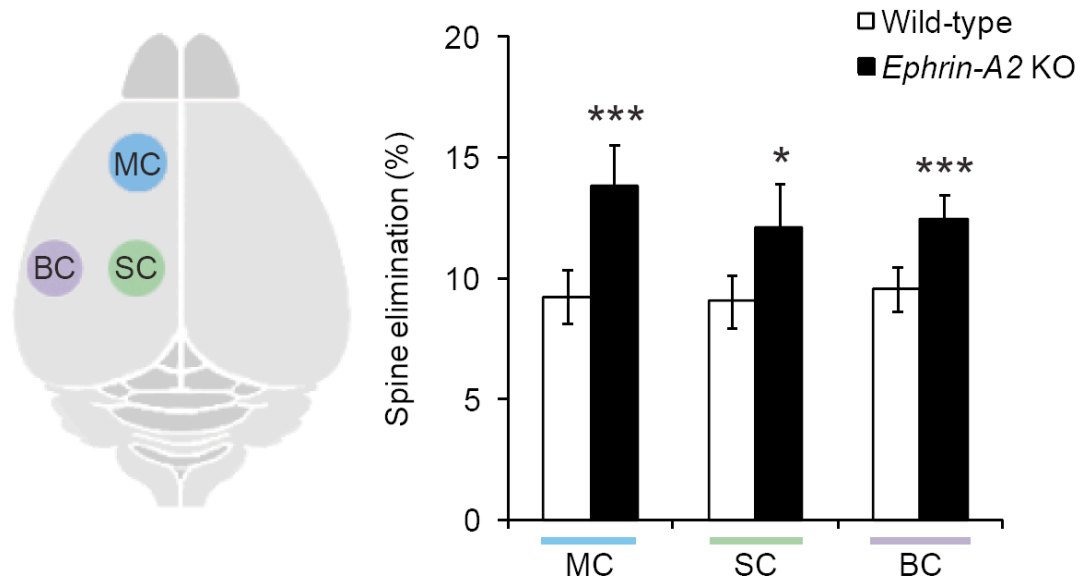 MC
BC
SC
Wild-type
Ephrin-A2 KO
Spine elimination (%)
20
15
10
5
0
***
*
***
MC
SC
BC